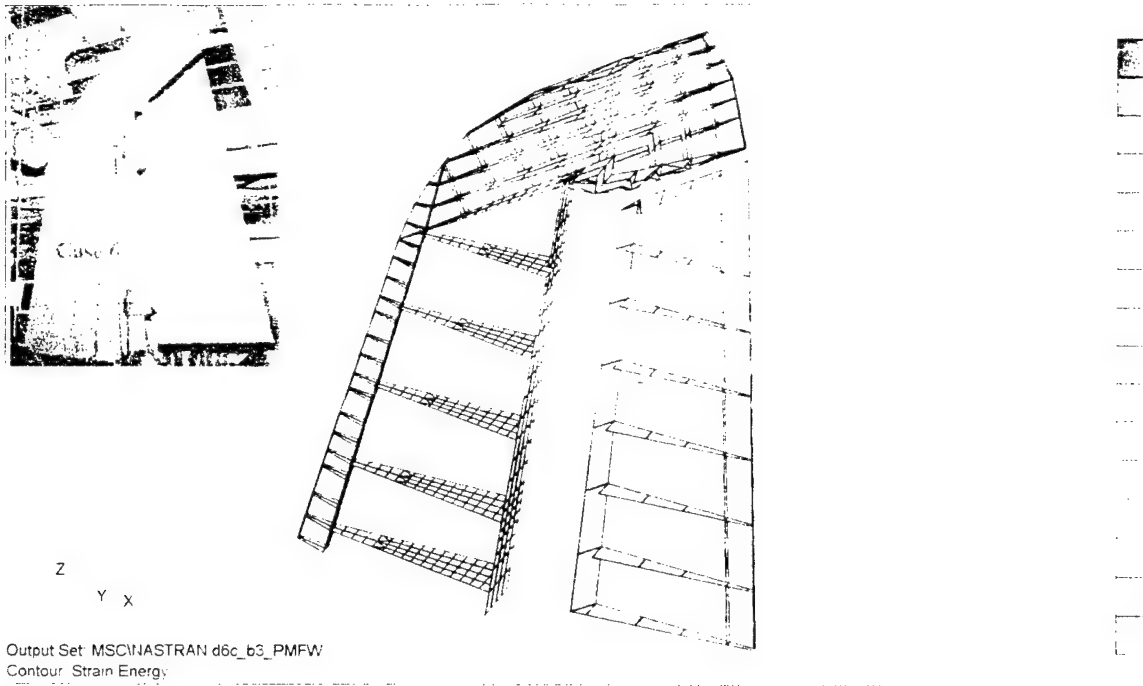 Case 6
Z
Y X
Output Set: MSC\NASTRAN d6c_b3_PMFW
Contour: Strain Energy